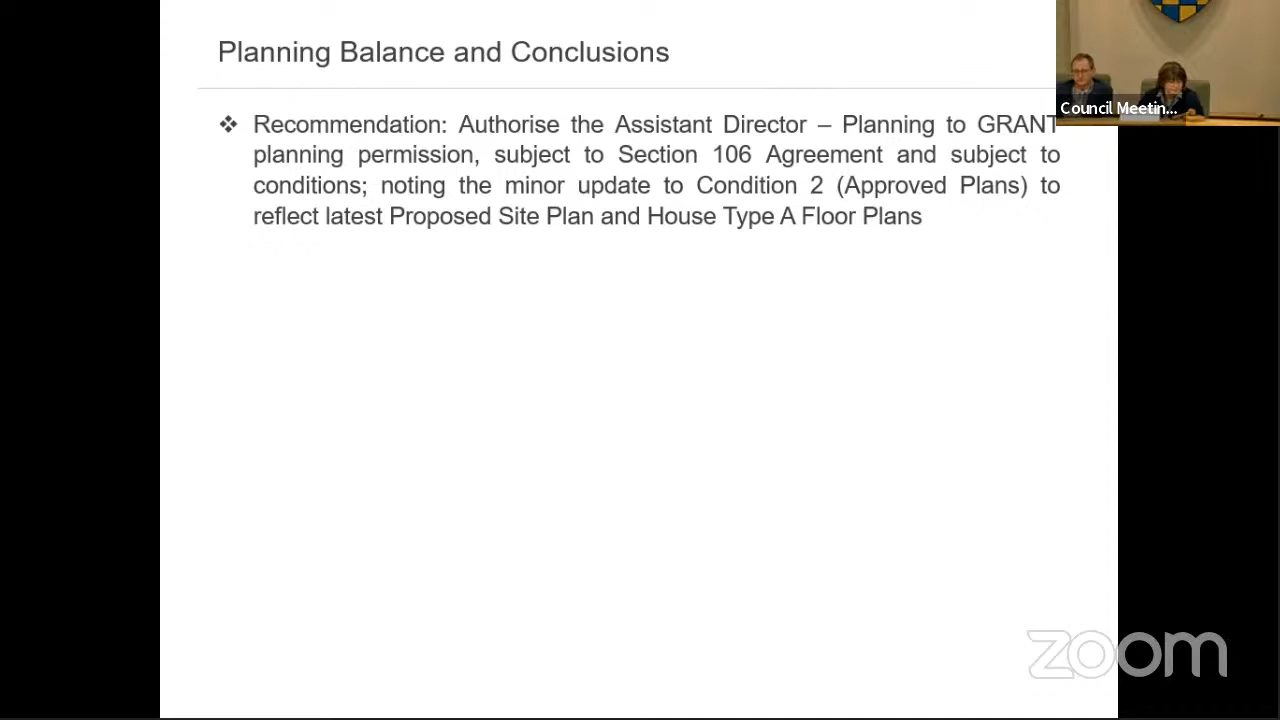 Planning Balance and Conclusions
❖ Recommendation: Authorise the Assistant Director – Planning to GRANT
planning permission, subject to Section 106 Agreement and subject to
conditions; noting the minor update to Condition 2 (Approved Plans) to
reflect latest Proposed Site Plan and House Type A Floor Plans
Council Meetin...
zoom